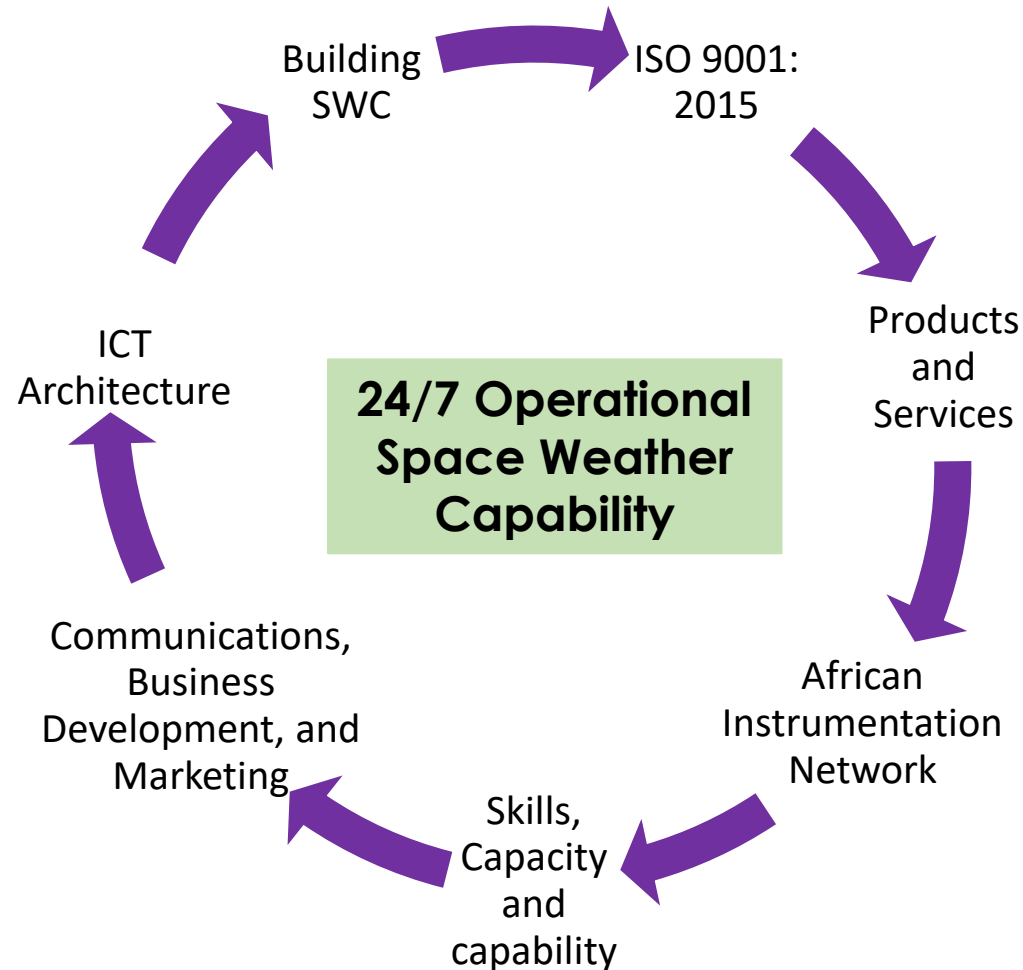 Building
SWC
ISO 9001:
2015
Products
and
Services
African
Instrumentation
Network
Skills,
Capacity
and
capability
Communications,
Business
Development, and
Marketing
ICT
Architecture
24/7 Operational
Space Weather
Capability